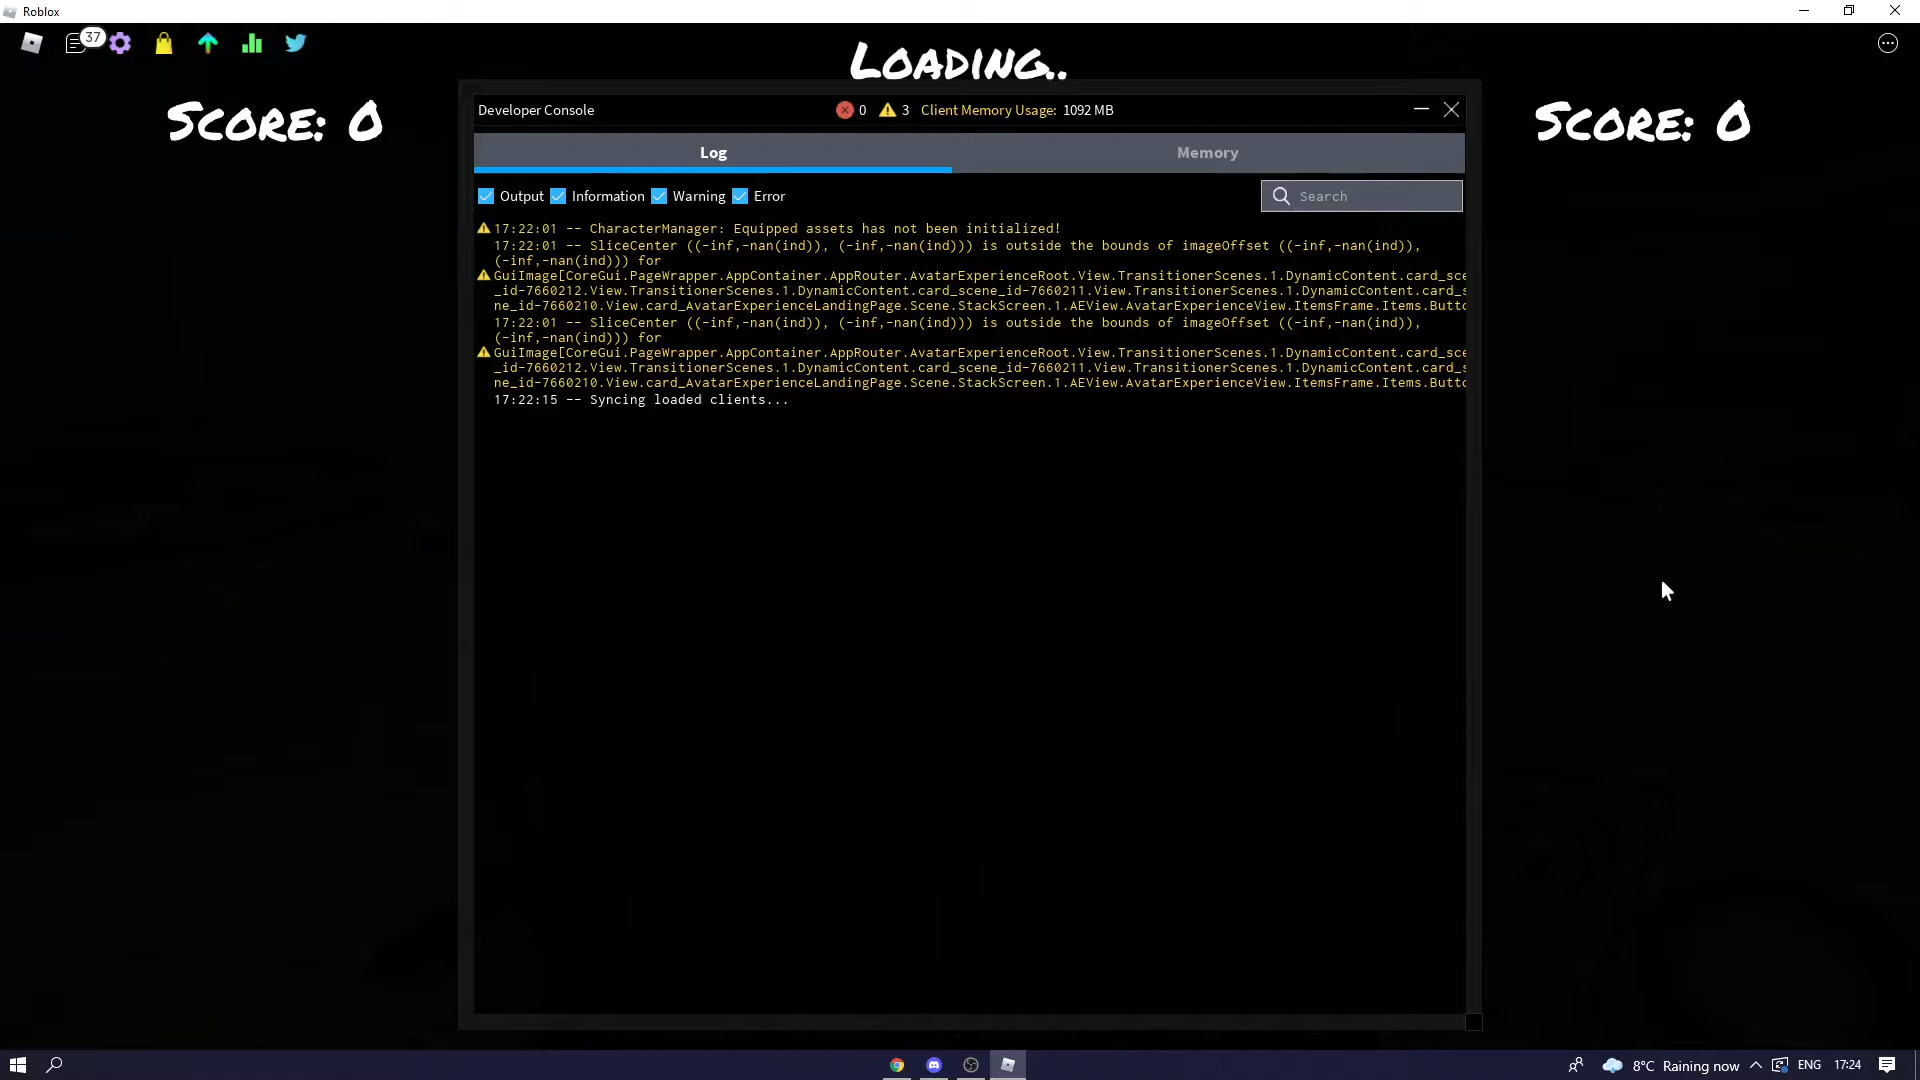 Roblox
37
Loading..
Score: 0
Score: 0
Developer Console
0
3
Client Memory Usage: 1092 MB
Log
Memory
Output
Information
Warning
Error
Search
17:22:01 -- CharacterManager: Equipped assets has not been initialized!
17:22:01 -- SliceCenter ((-inf,-nan(ind)), (-inf,-nan(ind))) is outside the bounds of imageOffset ((-inf,-nan(ind)),
(-inf,-nan(ind))) for
GuiImage[CoreGui.PageWrapper.AppContainer.AppRouter.AvatarExperienceRoot.View.TransitionerScenes.1.DynamicContent.card_sce
_id-7660212.View.TransitionerScenes.1.DynamicContent.card_scene_id-7660211.View.TransitionerScenes.1.DynamicContent.card_s
ne_id-7660210.View.card_AvatarExperienceLandingPage.Scene.StackScreen.1.AEView.AvatarExperienceView.ItemsFrame.Items.Butto
17:22:01 -- SliceCenter ((-inf,-nan(ind)), (-inf,-nan(ind))) is outside the bounds of imageOffset ((-inf,-nan(ind)),
(-inf,-nan(ind))) for
GuiImage[CoreGui.PageWrapper.AppContainer.AppRouter.AvatarExperienceRoot.View.TransitionerScenes.1.DynamicContent.card_sce
_id-7660212.View.TransitionerScenes.1.DynamicContent.card_scene_id-7660211.View.TransitionerScenes.1.DynamicContent.card_s
ne_id-7660210.View.card_AvatarExperienceLandingPage.Scene.StackScreen.1.AEView.AvatarExperienceView.ItemsFrame.Items.Butto
17:22:15 -- Syncing loaded clients...
8°C Raining now
ENG
17:24